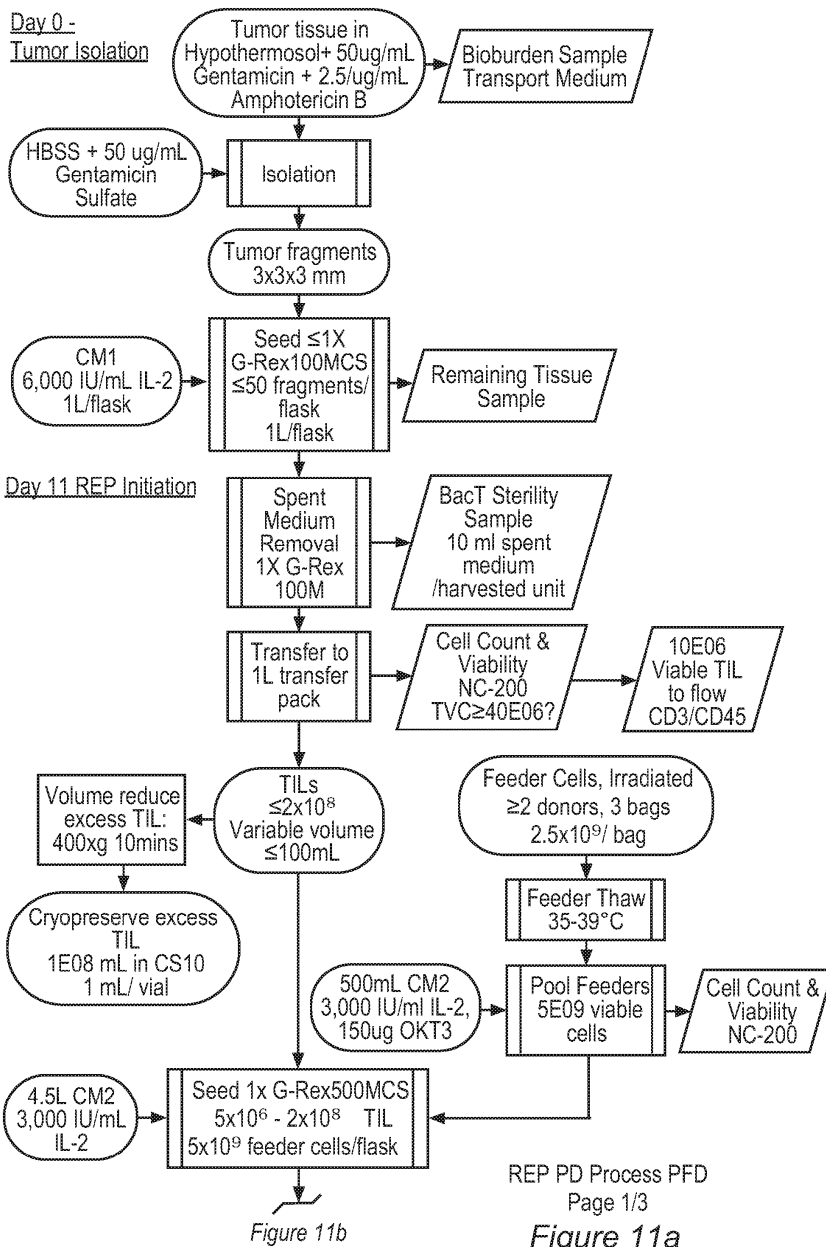 Day 0 -
Tumor Isolation
Tumor tissue in
Hypothermosol+ 50ug/mL
Gentamicin + 2.5/ug/mL
Amphotericin B
Bioburden Sample
Transport Medium
HBSS + 50 ug/mL
Gentamicin
Sulfate
Isolation
Tumor fragments
3x3x3 mm
CM1
6,000 IU/mL IL-2
1L/flask
Seed ≤1X
G-Rex100MCS
≤50 fragments/
flask
1L/flask
Remaining Tissue
Sample
Day 11 REP Initiation
Spent
Medium
Removal
1X G-Rex
100M
BacT Sterility
Sample
10 ml spent
medium
/harvested unit
Transfer to
1L transfer
pack
Cell Count &
Viability
NC-200
TVC≥40E06?
10E06
Viable TIL
to flow
CD3/CD45
Volume reduce
excess TIL:
400xg 10mins
TILs
≤2x10⁸
Variable volume
≤100mL
Feeder Cells, Irradiated
≥2 donors, 3 bags
2.5x10⁹/ bag
Cryopreserve excess
TIL
1E08 mL in CS10
1 mL/ vial
Feeder Thaw
35-39°C
500mL CM2
3,000 IU/ml IL-2,
150ug OKT3
Pool Feeders
5E09 viable
cells
Cell Count &
Viability
NC-200
4.5L CM2
3,000 IU/mL
IL-2
Seed 1x G-Rex500MCS
5x10⁶ - 2x10⁸ TIL
5x10⁹ feeder cells/flask
REP PD Process PFD
Page 1/3
Figure 11b
Figure 11a